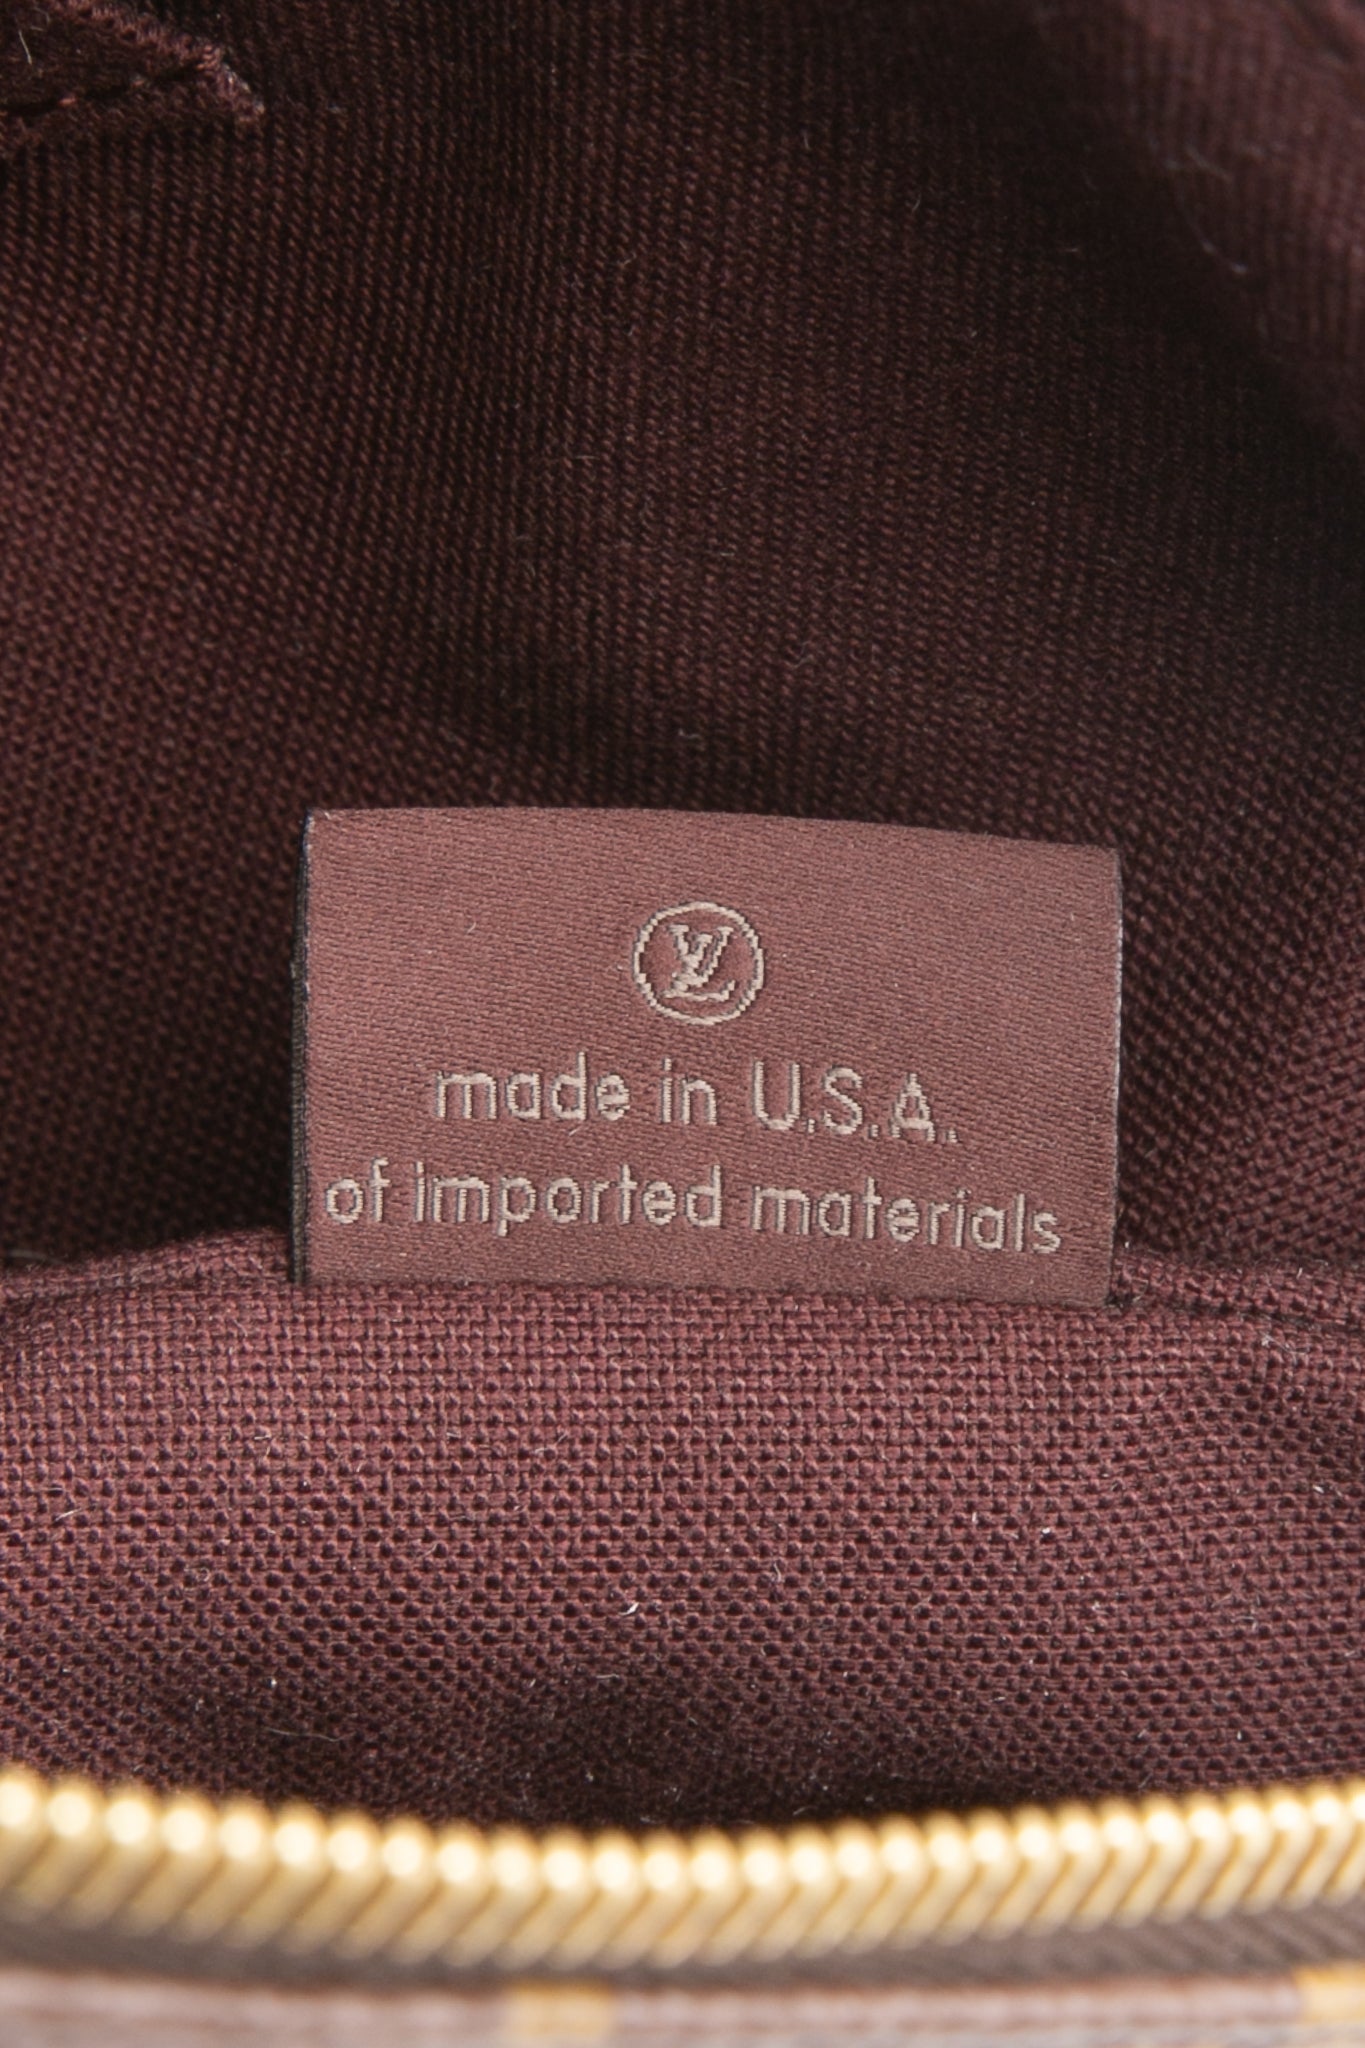 LV
made in U.S.A.
of imported materials